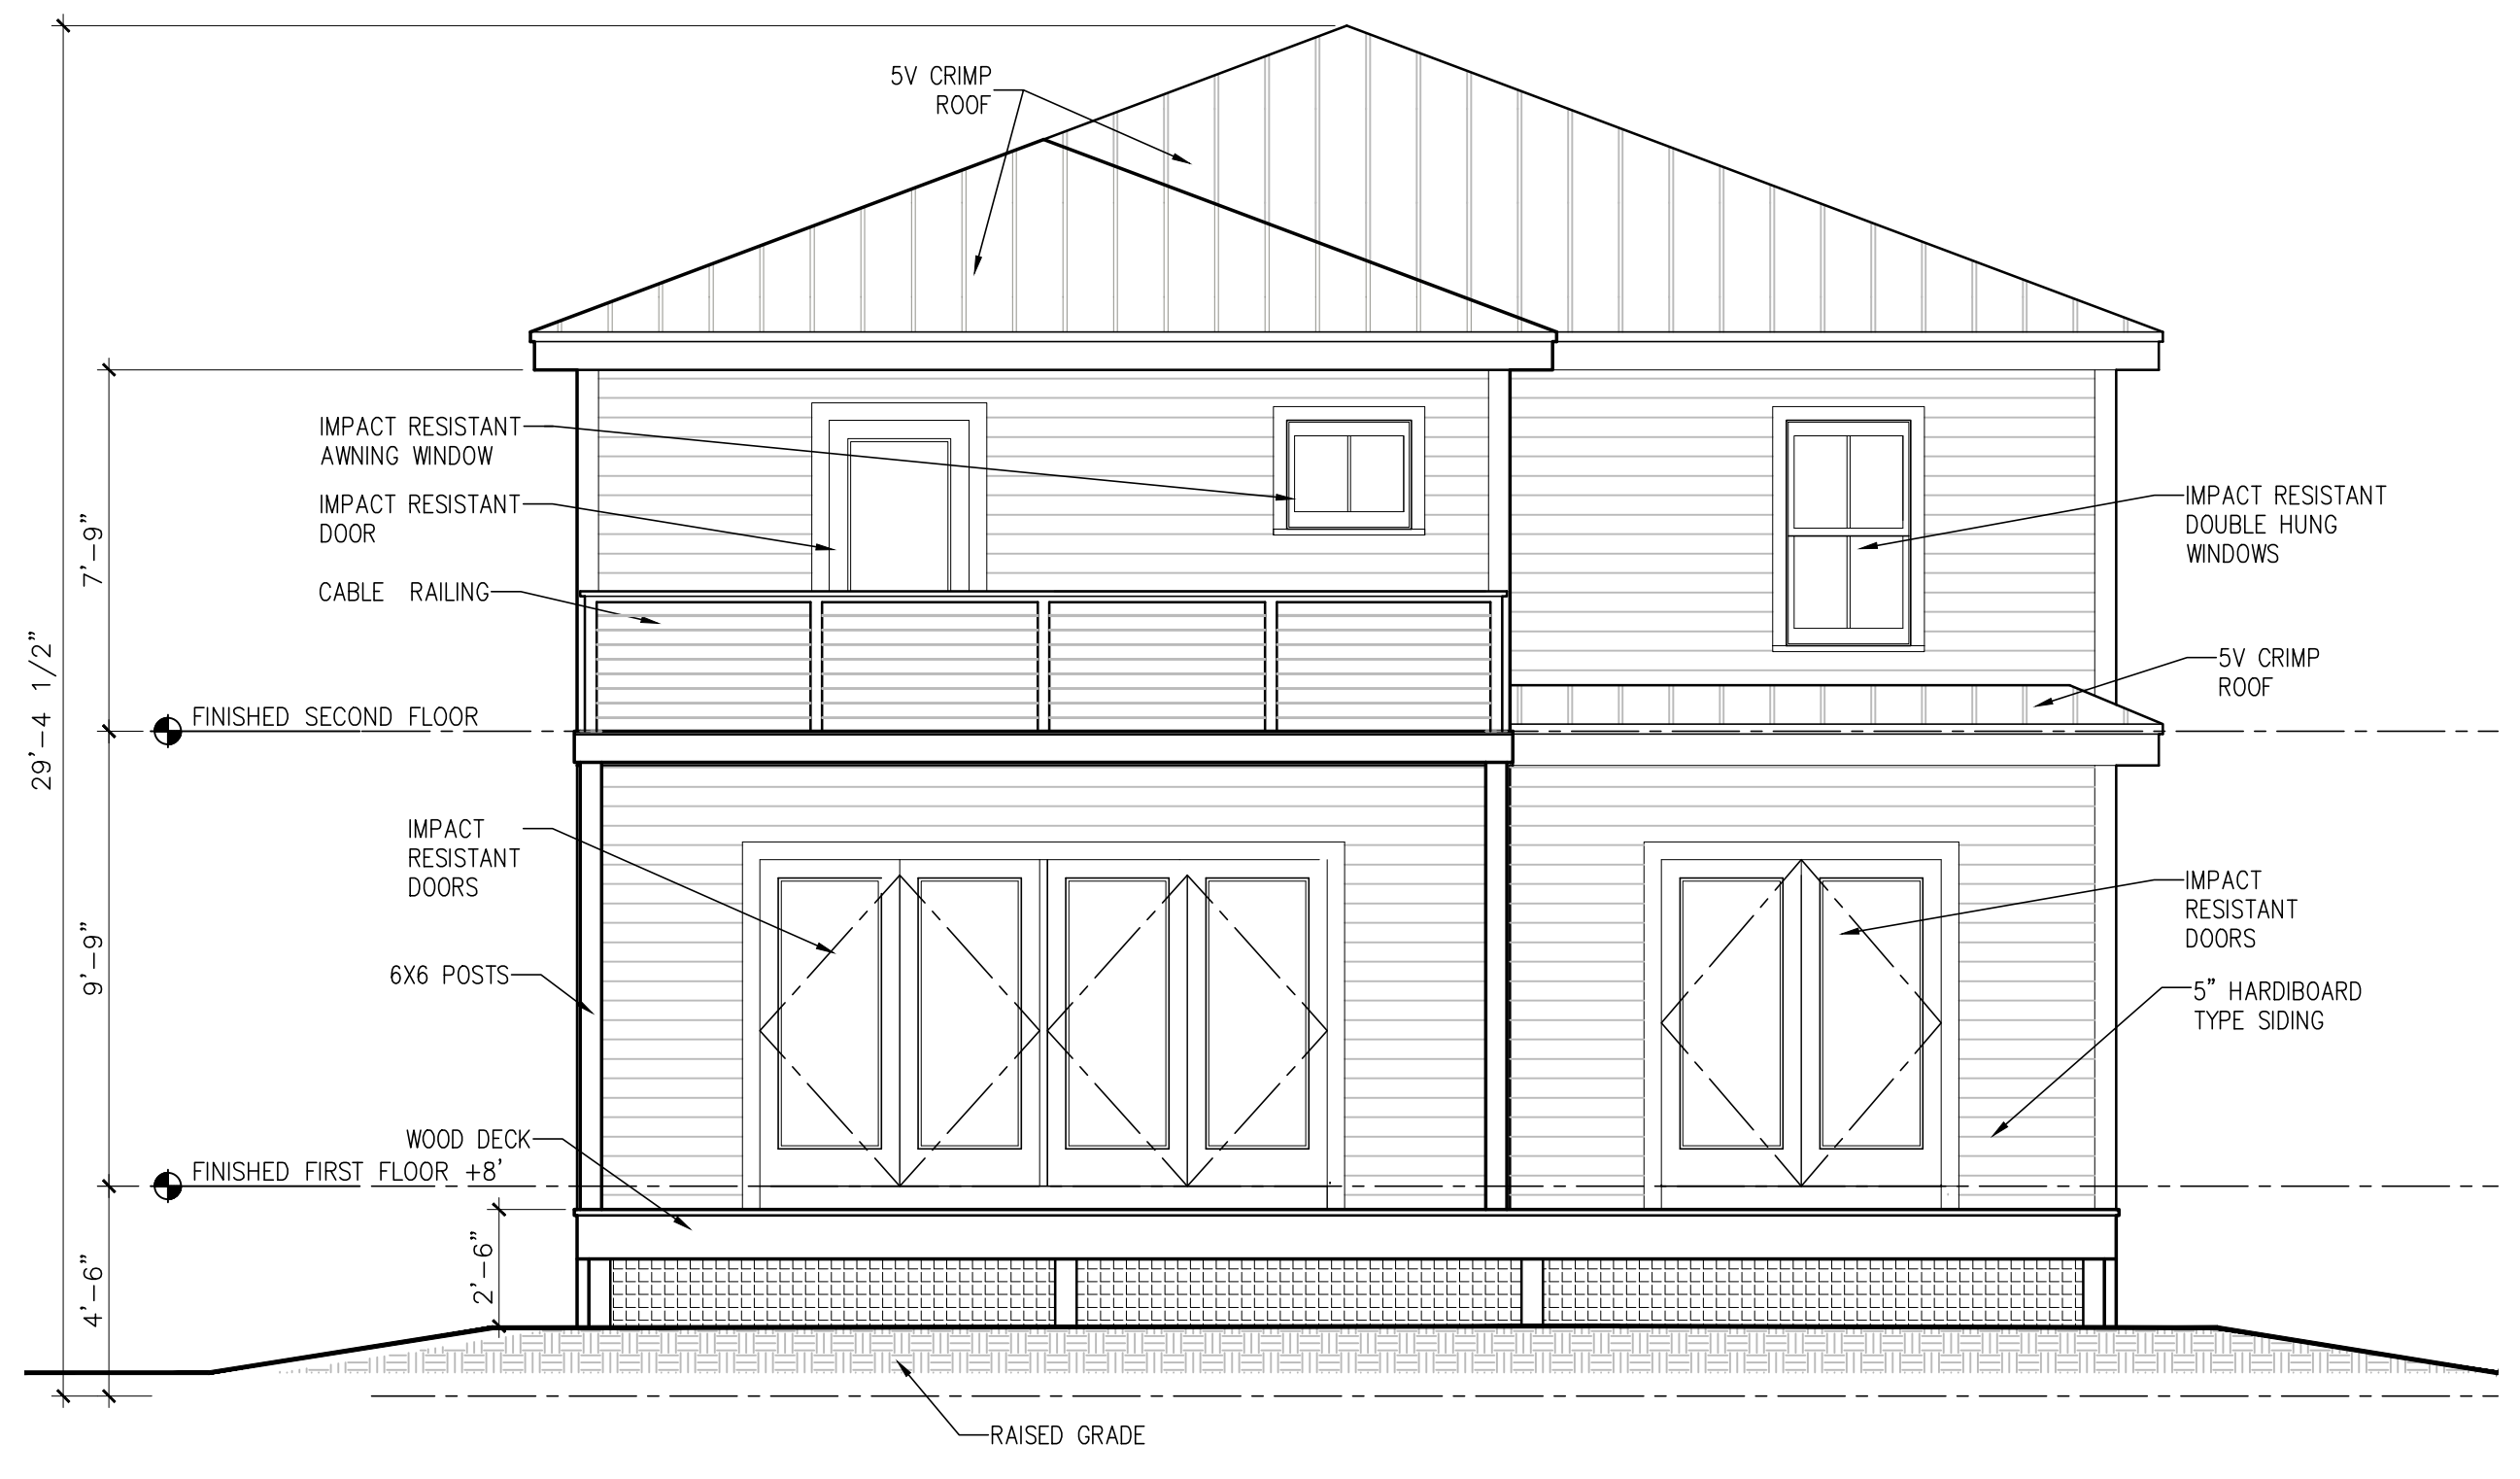 5V CRIMP
ROOF
IMPACT RESISTANT
AWNING WINDOW
IMPACT RESISTANT
DOOR
CABLE RAILING
7'-9"
29'-4 1/2"
FINISHED SECOND FLOOR
IMPACT RESISTANT
DOUBLE HUNG
WINDOWS
5V CRIMP
ROOF
IMPACT
RESISTANT
DOORS
9'-9"
6X6 POSTS
IMPACT
RESISTANT
DOORS
5" HARDIBOARD
TYPE SIDING
WOOD DECK
FINISHED FIRST FLOOR +8'
4'-6"
2'-6"
RAISED GRADE